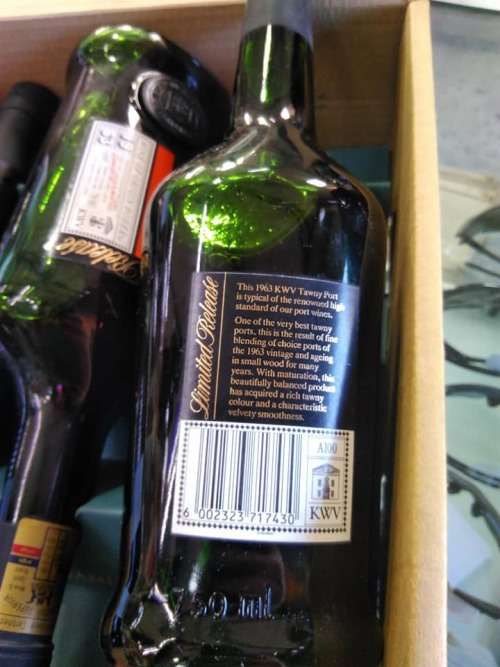 Limited Release
This 1963 KWV Tawny Port
is typical of the renowned high
standard of our port wines.
One of the very best tawny
ports, this is the result of fine
blending of choice ports of
the 1963 vintage and ageing
in small wood for many
years. With maturation, this
beautifully balanced product
has acquired a rich tawny
colour and a characteristic
velvety smoothness.
A100
KWV
6 002323 717430
750 ml
Release